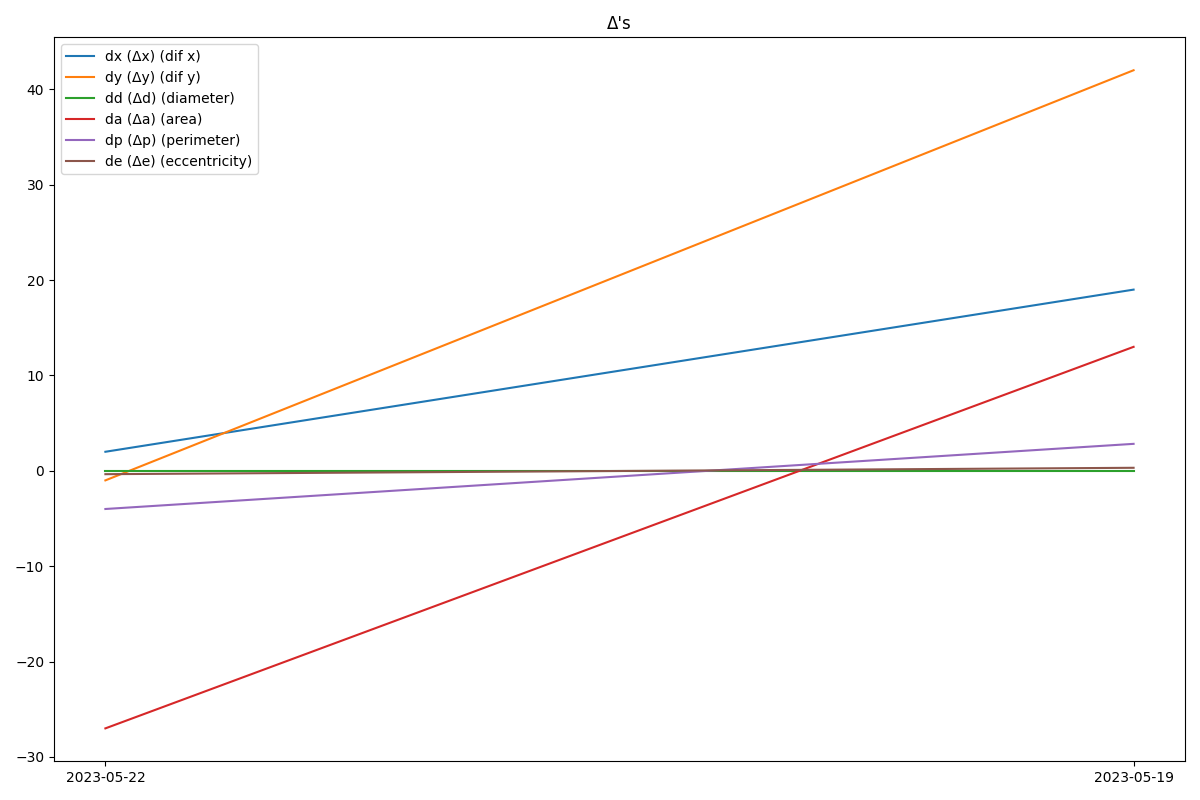 Δ's
dx (Δx) (dif x)
dy (Δy) (dif y)
dd (Δd) (diameter)
da (Δa) (area)
dp (Δp) (perimeter)
de (Δe) (eccentricity)
40
30
20
10
0
−10
−20
−30
2023-05-22
2023-05-19